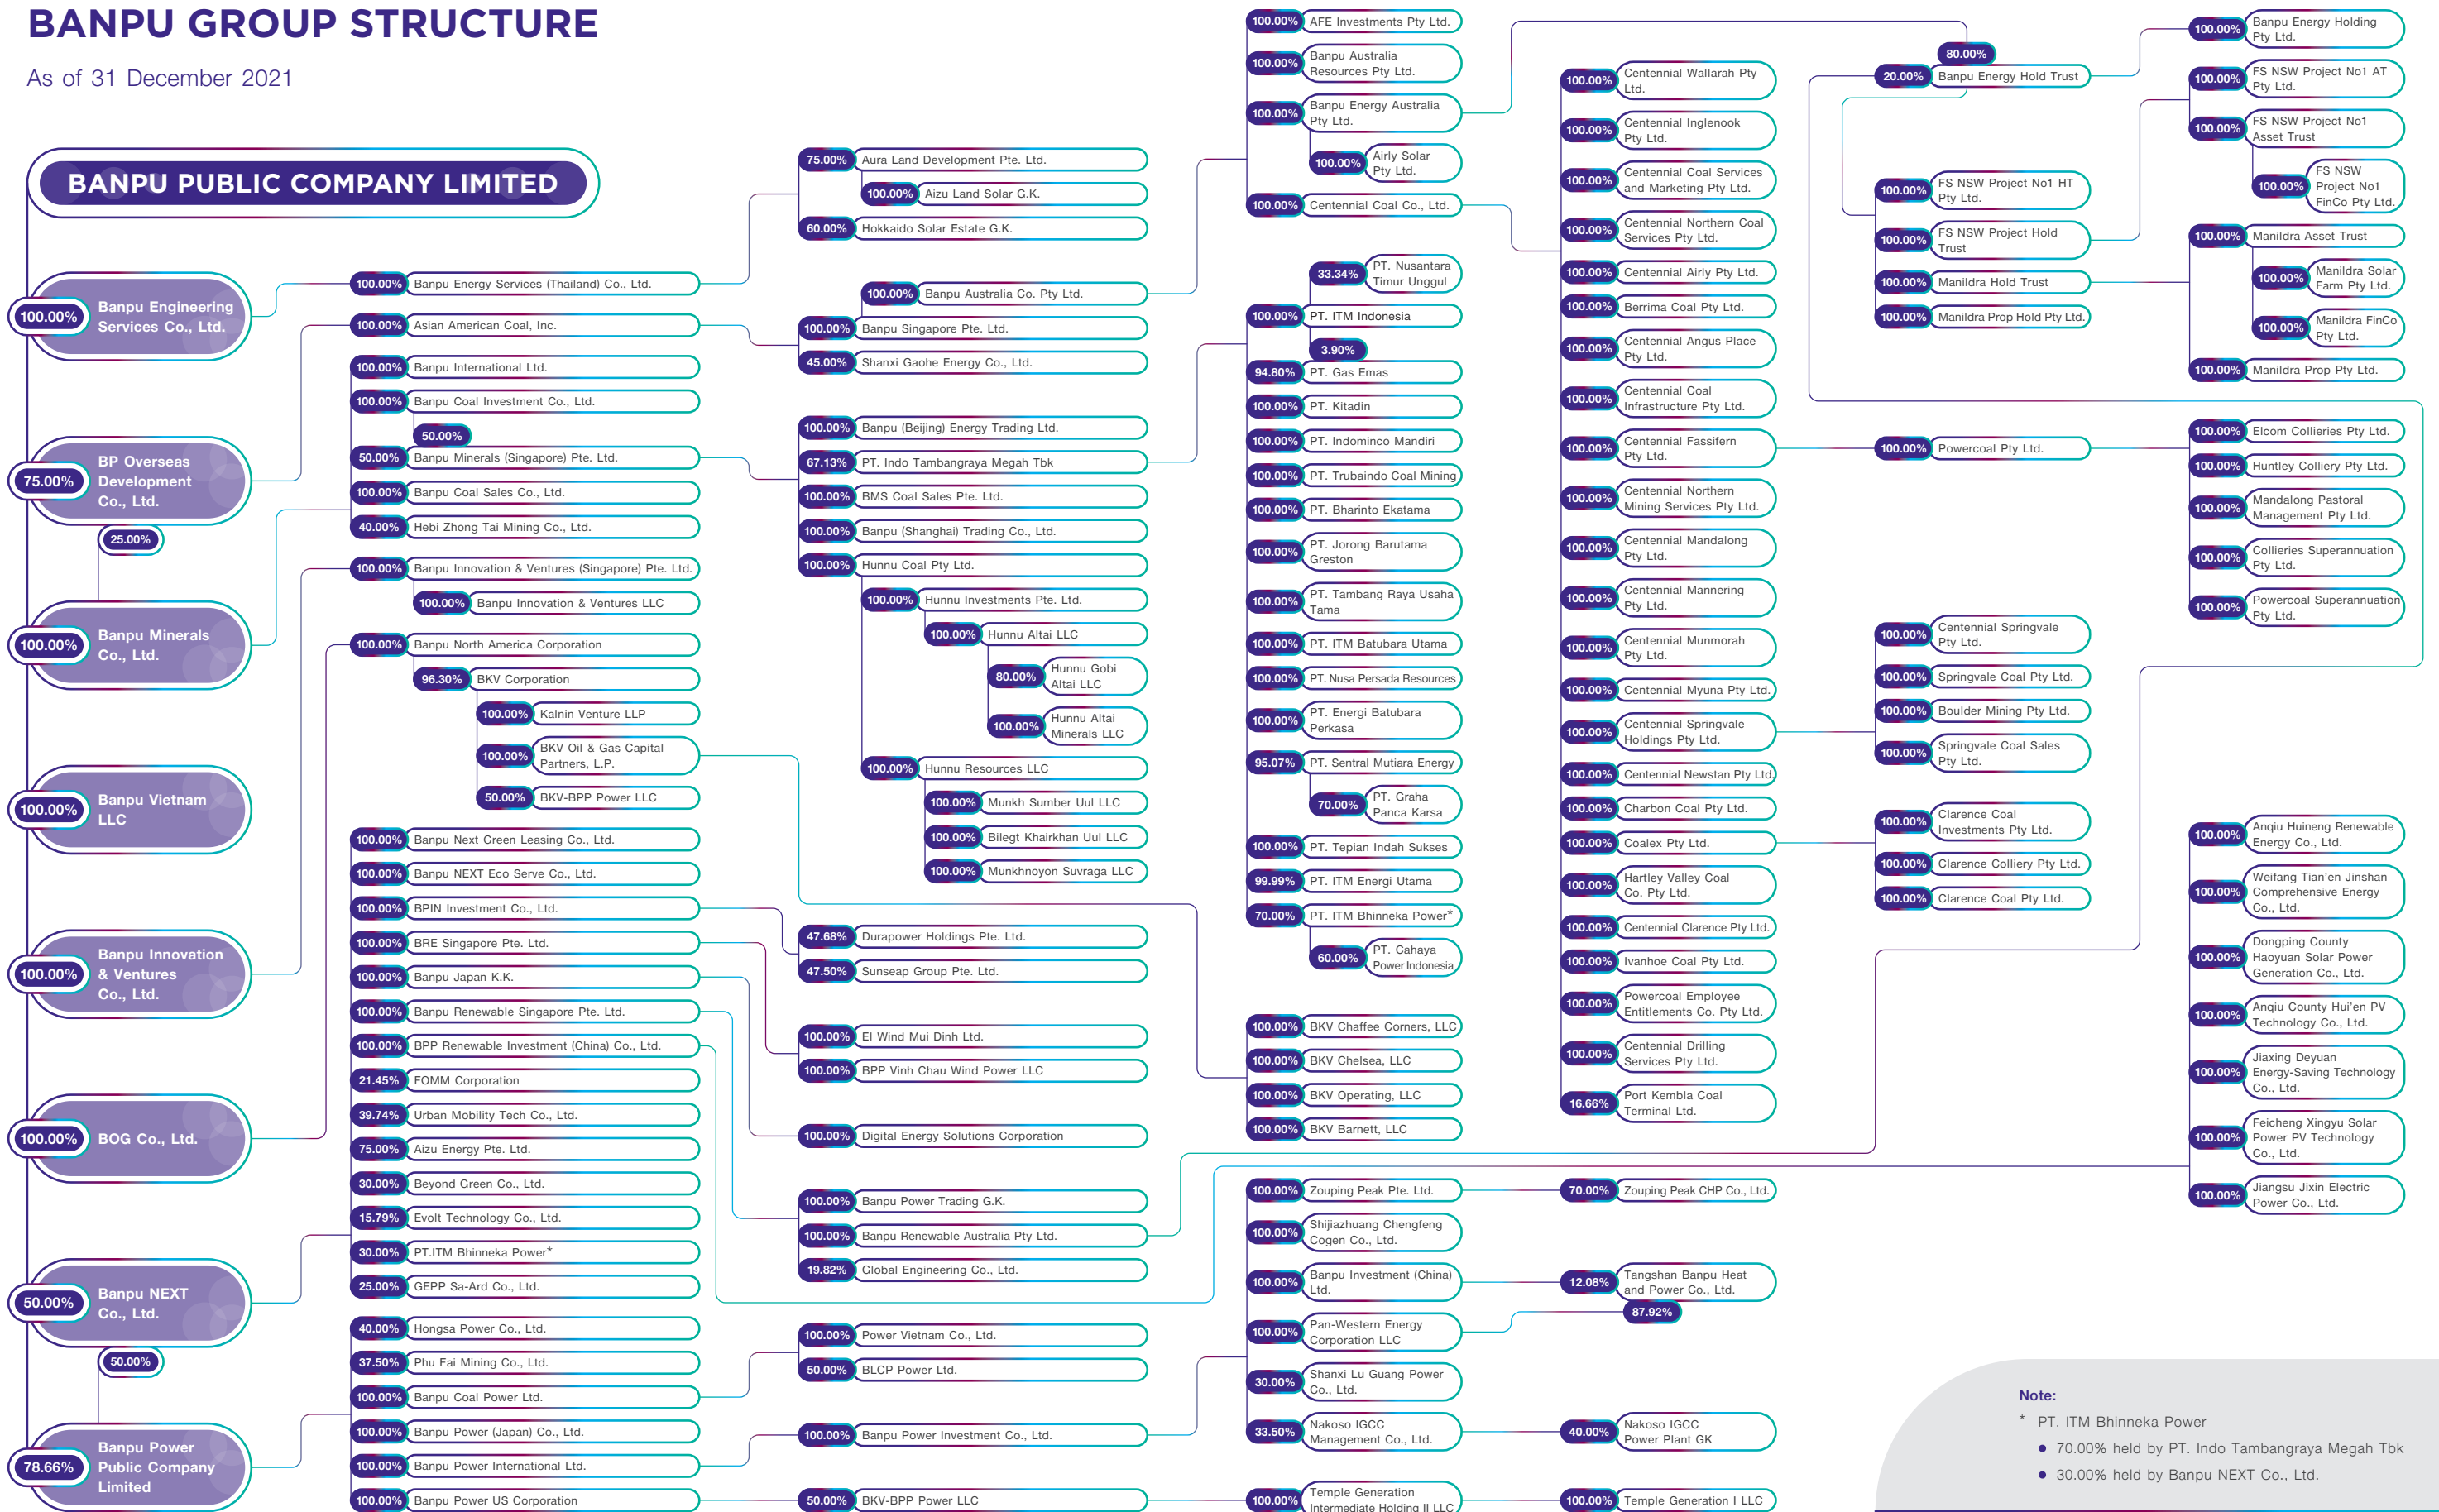 BANPU GROUP STRUCTURE
As of 31 December 2021
BANPU PUBLIC COMPANY LIMITED
100.00%
Banpu Engineering
Services Co., Ltd.
75.00%
BP Overseas
Development
Co., Ltd.
25.00%
100.00%
Banpu Minerals
Co., Ltd.
100.00%
Banpu Vietnam
LLC
100.00%
Banpu Innovation
& Ventures
Co., Ltd.
100.00%
BOG Co., Ltd.
50.00%
Banpu NEXT
Co., Ltd.
50.00%
78.66%
Banpu Power
Public Company
Limited
100.00% Banpu Energy Services (Thailand) Co., Ltd.
100.00% Asian American Coal, Inc.
100.00% Banpu International Ltd.
100.00% Banpu Coal Investment Co., Ltd.
50.00%
50.00% Banpu Minerals (Singapore) Pte. Ltd.
100.00% Banpu Coal Sales Co., Ltd.
40.00% Hebi Zhong Tai Mining Co., Ltd.
100.00% Banpu Innovation & Ventures (Singapore) Pte. Ltd.
100.00% Banpu Innovation & Ventures LLC
100.00% Banpu North America Corporation
96.30% BKV Corporation
100.00% Kalnin Venture LLP
100.00% BKV Oil & Gas Capital
Partners, L.P.
50.00% BKV-BPP Power LLC
100.00% Banpu Next Green Leasing Co., Ltd.
100.00% Banpu NEXT Eco Serve Co., Ltd.
100.00% BPIN Investment Co., Ltd.
100.00% BRE Singapore Pte. Ltd.
100.00% Banpu Japan K.K.
100.00% Banpu Renewable Singapore Pte. Ltd.
100.00% BPP Renewable Investment (China) Co., Ltd.
21.45% FOMM Corporation
39.74% Urban Mobility Tech Co., Ltd.
75.00% Aizu Energy Pte. Ltd.
30.00% Beyond Green Co., Ltd.
15.79% Evolt Technology Co., Ltd.
30.00% PT.ITM Bhinneka Power*
25.00% GEPP Sa-Ard Co., Ltd.
40.00% Hongsa Power Co., Ltd.
37.50% Phu Fai Mining Co., Ltd.
100.00% Banpu Coal Power Ltd.
100.00% Banpu Power (Japan) Co., Ltd.
100.00% Banpu Power International Ltd.
100.00% Banpu Power US Corporation
75.00% Aura Land Development Pte. Ltd.
100.00% Aizu Land Solar G.K.
60.00% Hokkaido Solar Estate G.K.
100.00% Banpu Australia Co. Pty Ltd.
100.00% Banpu Singapore Pte. Ltd.
45.00% Shanxi Gaohe Energy Co., Ltd.
100.00% Banpu (Beijing) Energy Trading Ltd.
67.13% PT. Indo Tambangraya Megah Tbk
100.00% BMS Coal Sales Pte. Ltd.
100.00% Banpu (Shanghai) Trading Co., Ltd.
100.00% Hunnu Coal Pty Ltd.
100.00% Hunnu Investments Pte. Ltd.
100.00% Hunnu Altai LLC
80.00% Hunnu Gobi
Altai LLC
100.00% Hunnu Altai
Minerals LLC
100.00% Hunnu Resources LLC
100.00% Munkh Sumber Uul LLC
100.00% Bilegt Khairkhan Uul LLC
100.00% Munkhnoyon Suvraga LLC
47.68% Durapower Holdings Pte. Ltd.
47.50% Sunseap Group Pte. Ltd.
100.00% El Wind Mui Dinh Ltd.
100.00% BPP Vinh Chau Wind Power LLC
100.00% Digital Energy Solutions Corporation
100.00% Banpu Power Trading G.K.
100.00% Banpu Renewable Australia Pty Ltd.
19.82% Global Engineering Co., Ltd.
100.00% Power Vietnam Co., Ltd.
50.00% BLCP Power Ltd.
100.00% Banpu Power Investment Co., Ltd.
50.00% BKV-BPP Power LLC
100.00% AFE Investments Pty Ltd.
100.00% Banpu Australia
Resources Pty Ltd.
100.00% Banpu Energy Australia
Pty Ltd.
100.00% Airly Solar
Pty Ltd.
100.00% Centennial Coal Co., Ltd.
33.34% PT. Nusantara
Timur Unggul
100.00% PT. ITM Indonesia
3.90%
94.80% PT. Gas Emas
100.00% PT. Kitadin
100.00% PT. Indominco Mandiri
100.00% PT. Trubaindo Coal Mining
100.00% PT. Bharinto Ekatama
100.00% PT. Jorong Barutama
Greston
100.00% PT. Tambang Raya Usaha
Tama
100.00% PT. ITM Batubara Utama
100.00% PT. Nusa Persada Resources
100.00% PT. Energi Batubara
Perkasa
95.07% PT. Sentral Mutiara Energy
70.00% PT. Graha
Panca Karsa
100.00% PT. Tepian Indah Sukses
99.99% PT. ITM Energi Utama
70.00% PT. ITM Bhinneka Power*
60.00% PT. Cahaya
Power Indonesia
100.00% BKV Chaffee Corners, LLC
100.00% BKV Chelsea, LLC
100.00% BKV Operating, LLC
100.00% BKV Barnett, LLC
100.00% Zouping Peak Pte. Ltd.
100.00% Shijiazhuang Chengfeng
Cogen Co., Ltd.
100.00% Banpu Investment (China)
Ltd.
100.00% Pan-Western Energy
Corporation LLC
30.00% Shanxi Lu Guang Power
Co., Ltd.
33.50% Nakoso IGCC
Management Co., Ltd.
100.00% Temple Generation
Intermediate Holding II LLC
100.00% Centennial Wallarah Pty
Ltd.
100.00% Centennial Inglenook
Pty Ltd.
100.00% Centennial Coal Services
and Marketing Pty Ltd.
100.00% Centennial Northern Coal
Services Pty Ltd.
100.00% Centennial Airly Pty Ltd.
100.00% Berrima Coal Pty Ltd.
100.00% Centennial Angus Place
Pty Ltd.
100.00% Centennial Coal
Infrastructure Pty Ltd.
100.00% Centennial Fassifern
Pty Ltd.
100.00% Centennial Northern
Mining Services Pty Ltd.
100.00% Centennial Mandalong
Pty Ltd.
100.00% Centennial Mannering
Pty Ltd.
100.00% Centennial Munmorah
Pty Ltd.
100.00% Centennial Myuna Pty Ltd.
100.00% Centennial Springvale
Holdings Pty Ltd.
100.00% Centennial Newstan Pty Ltd.
100.00% Charbon Coal Pty Ltd.
100.00% Coalex Pty Ltd.
100.00% Hartley Valley Coal
Co. Pty Ltd.
100.00% Centennial Clarence Pty Ltd.
100.00% Ivanhoe Coal Pty Ltd.
100.00% Powercoal Employee
Entitlements Co. Pty Ltd.
100.00% Centennial Drilling
Services Pty Ltd.
16.66% Port Kembla Coal
Terminal Ltd.
70.00% Zouping Peak CHP Co., Ltd.
12.08% Tangshan Banpu Heat
and Power Co., Ltd.
87.92%
40.00% Nakoso IGCC
Power Plant GK
100.00% Temple Generation I LLC
80.00%
20.00% Banpu Energy Hold Trust
100.00% FS NSW Project No1 HT
Pty Ltd.
100.00% FS NSW Project Hold
Trust
100.00% Manildra Hold Trust
100.00% Manildra Prop Hold Pty Ltd.
100.00% Powercoal Pty Ltd.
100.00% Centennial Springvale
Pty Ltd.
100.00% Springvale Coal Pty Ltd.
100.00% Boulder Mining Pty Ltd.
100.00% Springvale Coal Sales
Pty Ltd.
100.00% Clarence Coal
Investments Pty Ltd.
100.00% Clarence Colliery Pty Ltd.
100.00% Clarence Coal Pty Ltd.
100.00% Banpu Energy Holding
Pty Ltd.
100.00% FS NSW Project No1 AT
Pty Ltd.
100.00% FS NSW Project No1
Asset Trust
100.00% FS NSW
Project No1
FinCo Pty Ltd.
100.00% Manildra Asset Trust
100.00% Manildra Solar
Farm Pty Ltd.
100.00% Manildra FinCo
Pty Ltd.
100.00% Manildra Prop Pty Ltd.
100.00% Elcom Collieries Pty Ltd.
100.00% Huntley Colliery Pty Ltd.
100.00% Mandalong Pastoral
Management Pty Ltd.
100.00% Collieries Superannuation
Pty Ltd.
100.00% Powercoal Superannuation
Pty Ltd.
100.00% Anqiu Huineng Renewable
Energy Co., Ltd.
100.00% Weifang Tian'en Jinshan
Comprehensive Energy
Co., Ltd.
100.00% Dongping County
Haoyuan Solar Power
Generation Co., Ltd.
100.00% Anqiu County Hui'en PV
Technology Co., Ltd.
100.00% Jiaxing Deyuan
Energy-Saving Technology
Co., Ltd.
100.00% Feicheng Xingyu Solar
Power PV Technology
Co., Ltd.
100.00% Jiangsu Jixin Electric
Power Co., Ltd.
Note:
* PT. ITM Bhinneka Power
• 70.00% held by PT. Indo Tambangraya Megah Tbk
• 30.00% held by Banpu NEXT Co., Ltd.